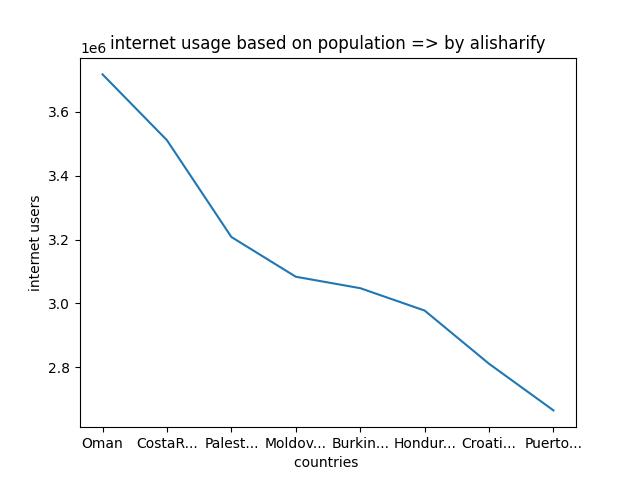 1e6 internet usage based on population => by alisharify
3.6
3.4
3.2
3.0
2.8
internet users
Oman CostaR... Palest... Moldov... Burkin... Hondur... Croati... Puerto...
countries